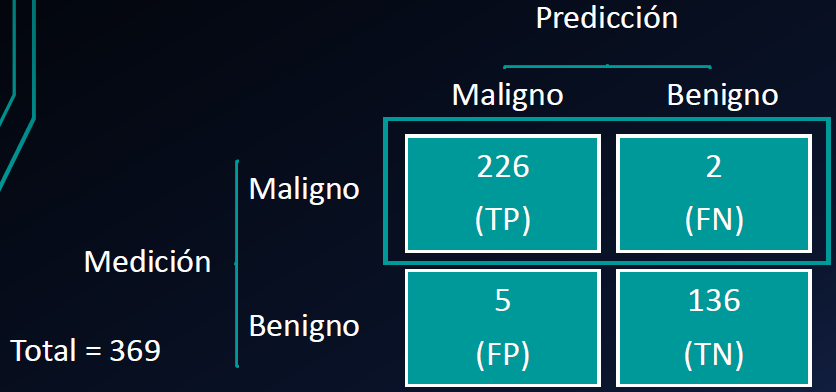 Predicción
Maligno Benigno
Maligno
226
(TP)
2
(FN)
Medición
Benigno
5
(FP)
136
(TN)
Total = 369